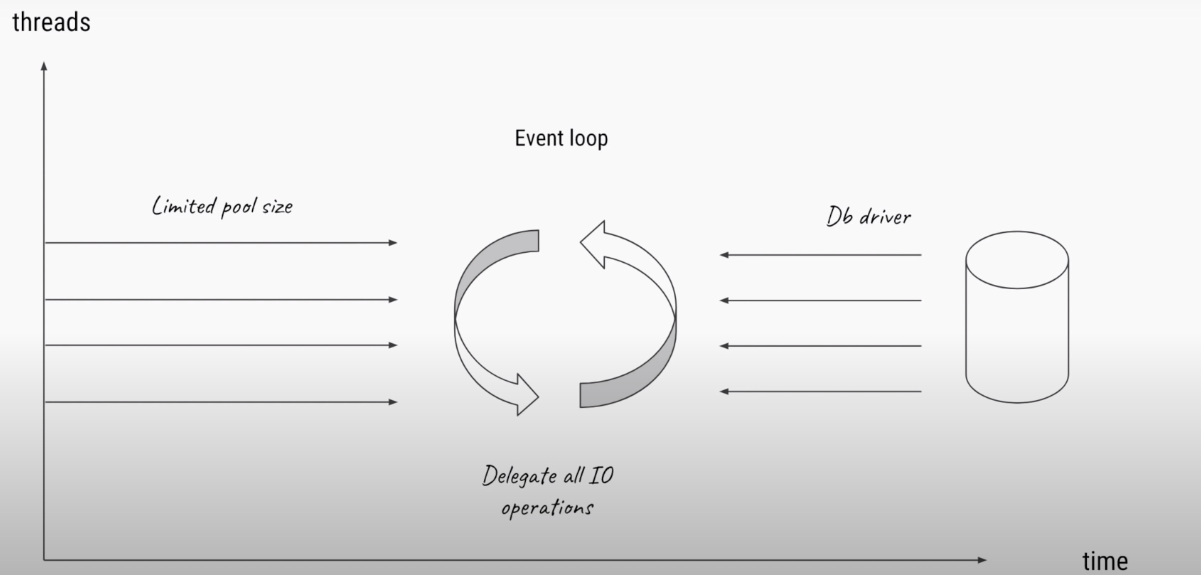 threads
Event loop
Limited pool size
Db driver
Delegate all IO
operations
time